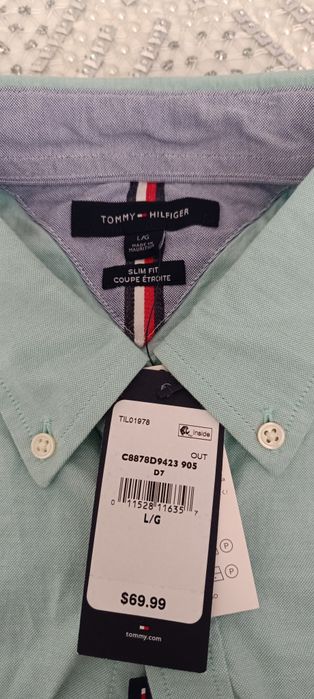 TOMMY HILFIGER
L/G
MADE IN
MAURITIUS
SLIM FIT
COUPE ÉTROITE
TIL01978
inside
OUT
C8878D9423 905
D7
0 11528 11635 7
L/G
$69.99
tommy.com
P
P